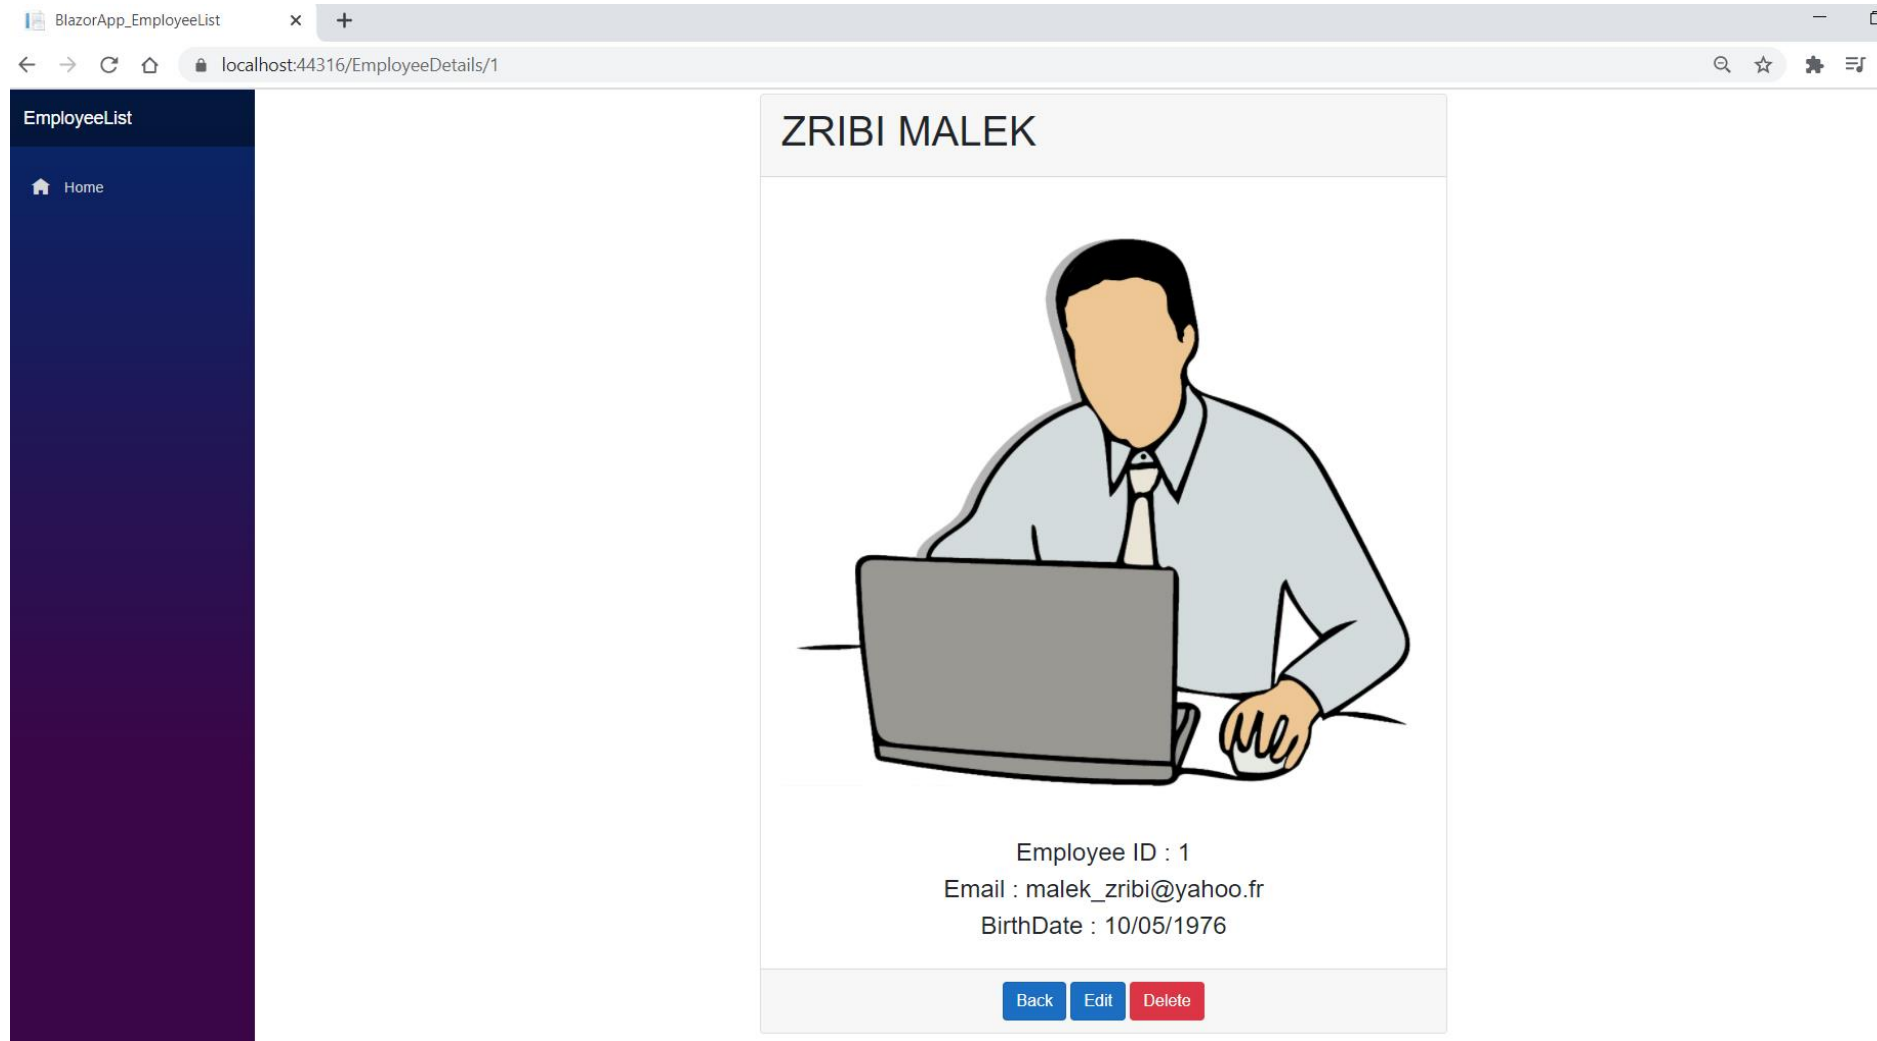 BlazorApp_EmployeeList
localhost:44316/EmployeeDetails/1
EmployeeList
Home
ZRIBI MALEK
Employee ID : 1
Email : malek_zribi@yahoo.fr
BirthDate : 10/05/1976
Back Edit Delete